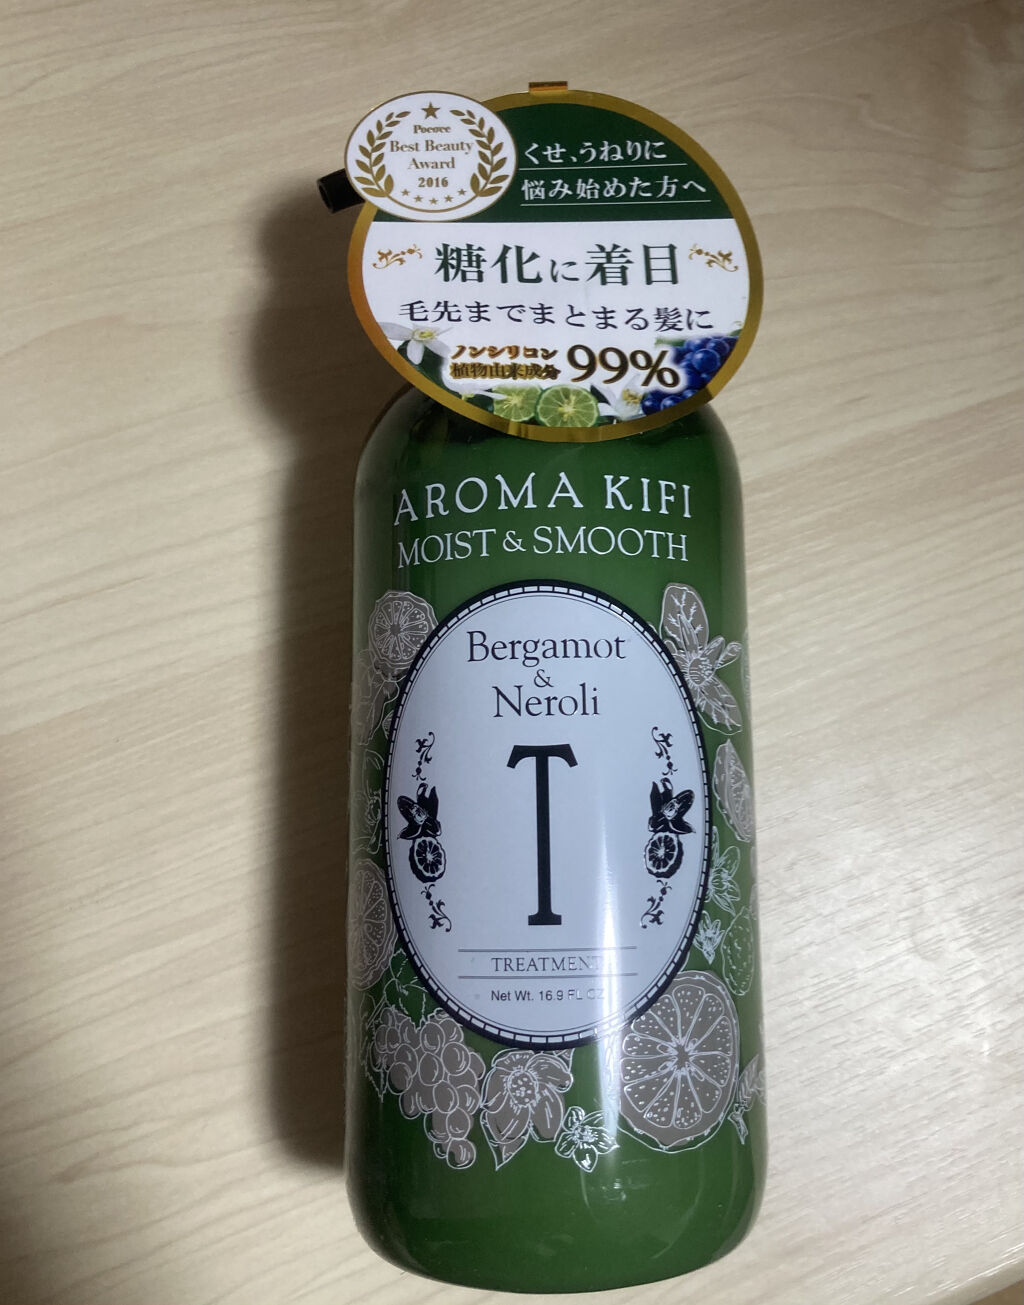 Pococe
Best Beauty
Award
2016
くせ、うねりに
悩み始めた方へ
糖化に着目
毛先までまとまる髪に
ノンシリコン
植物由来成分 99%
AROMA KIFI
MOIST & SMOOTH
Bergamot
&
Neroli
T
TREATMENT
Net Wt. 16.9 FL OZ